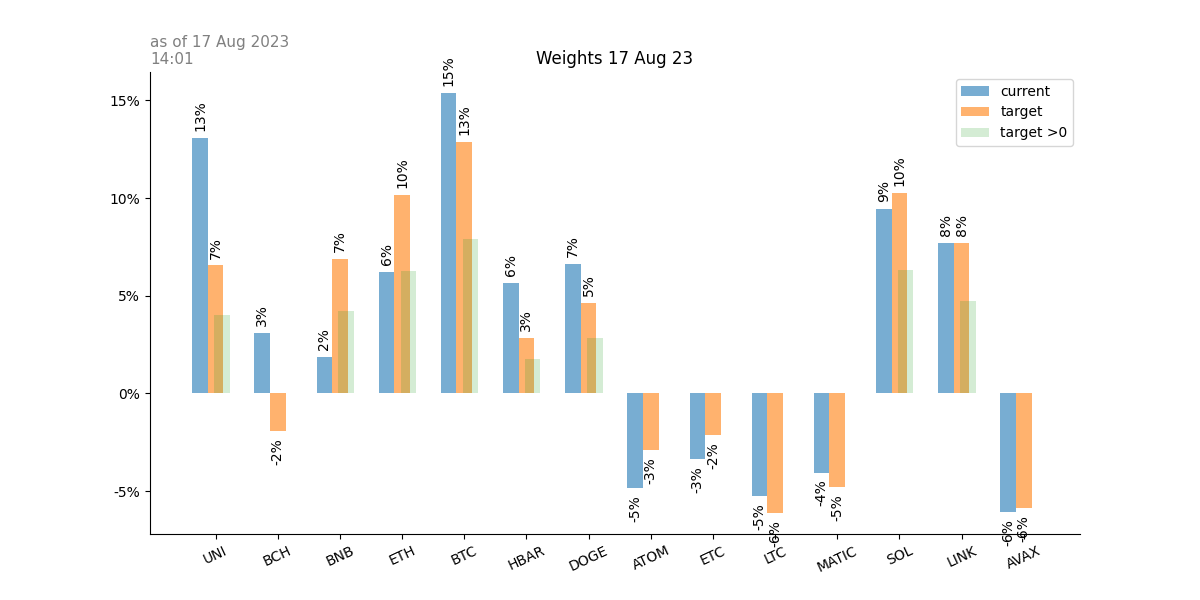 as of 17 Aug 2023
14:01
Weights 17 Aug 23
current
target
target >0
15%
10%
5%
0%
-5%
13%
7%
3%
-2%
2%
7%
6%
10%
15%
13%
6%
3%
7%
5%
-5%
-3%
-3%
-2%
-5%
-6%
-4%
-5%
9%
10%
8%
8%
-6%
-6%
UNI
BCH
BNB
ETH
BTC
HBAR
DOGE
ATOM
ETC
LTC
MATIC
SOL
LINK
AVAX